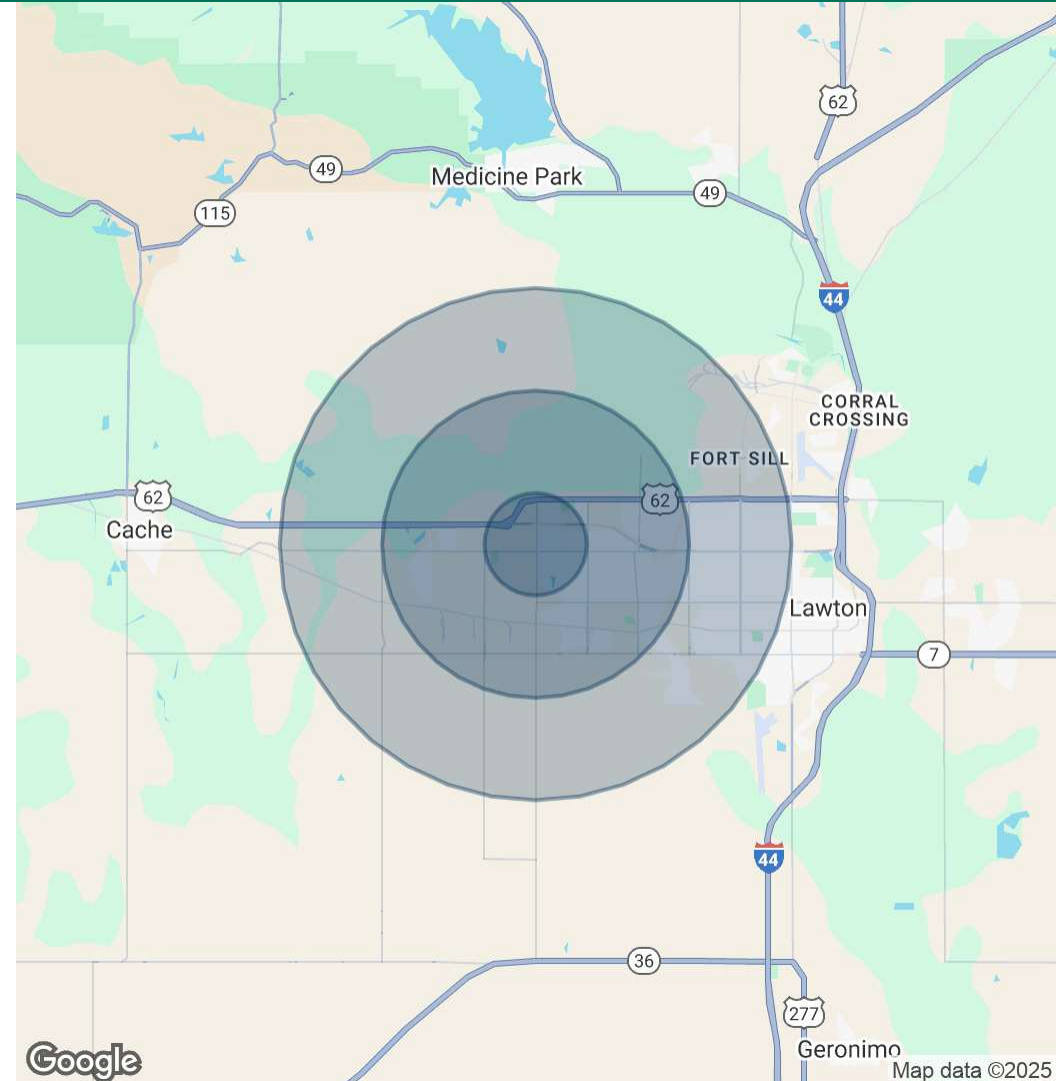 62
49
Medicine Park
49
115
44
CORRAL
CROSSING
FORT SILL
62
62
Cache
Lawton
7
44
36
277
Geronimo
Google
Map data ©2025